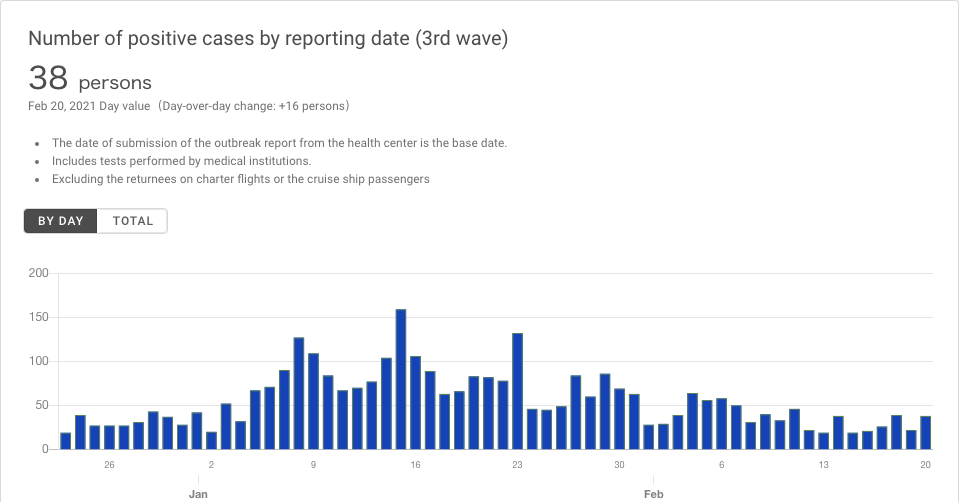 Number of positive cases by reporting date (3rd wave)
38 persons
Feb 20, 2021 Day value（Day-over-day change: +16 persons）
• The date of submission of the outbreak report from the health center is the base date.
• Includes tests performed by medical institutions.
• Excluding the returnees on charter flights or the cruise ship passengers
BY DAY TOTAL
200
150
100
50
0
26 2 9 16 23 30 6 13 20
Jan Feb